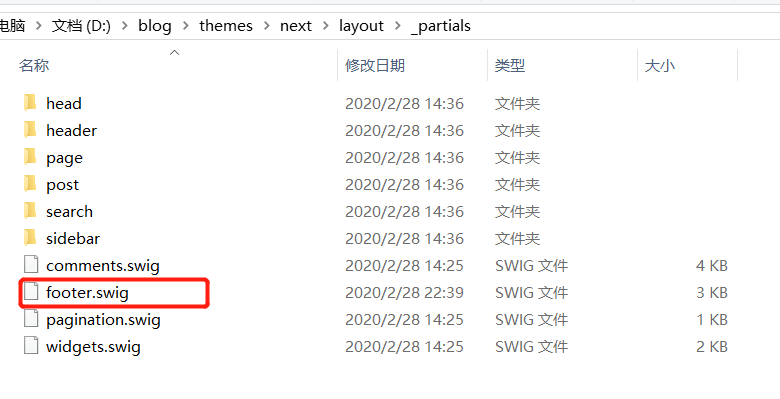 电脑 > 文档 (D:) > blog > themes > next > layout > _partials
名称 修改日期 类型 大小
head 2020/2/28 14:36 文件夹
header 2020/2/28 14:36 文件夹
page 2020/2/28 14:36 文件夹
post 2020/2/28 14:36 文件夹
search 2020/2/28 14:36 文件夹
sidebar 2020/2/28 14:36 文件夹
comments.swig 2020/2/28 14:25 SWIG 文件 4 KB
footer.swig 2020/2/28 22:39 SWIG 文件 3 KB
pagination.swig 2020/2/28 14:25 SWIG 文件 1 KB
widgets.swig 2020/2/28 14:25 SWIG 文件 2 KB